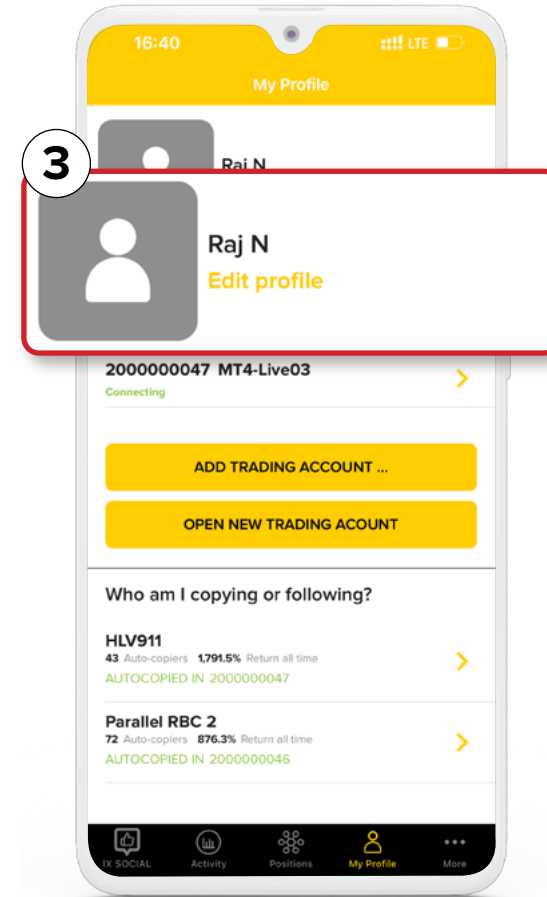 16:40
LTE
My Profile
3
Raj N
Raj N
Edit profile
2000000047 MT4-Live03
Connecting
ADD TRADING ACCOUNT ...
OPEN NEW TRADING ACOUNT
Who am I copying or following?
HLV911
43 Auto-copiers 1,791.5% Return all time
AUTOCOPIED IN 2000000047
Parallel RBC 2
72 Auto-copiers 876.3% Return all time
AUTOCOPIED IN 2000000046
IX SOCIAL Activity Positions My Profile More